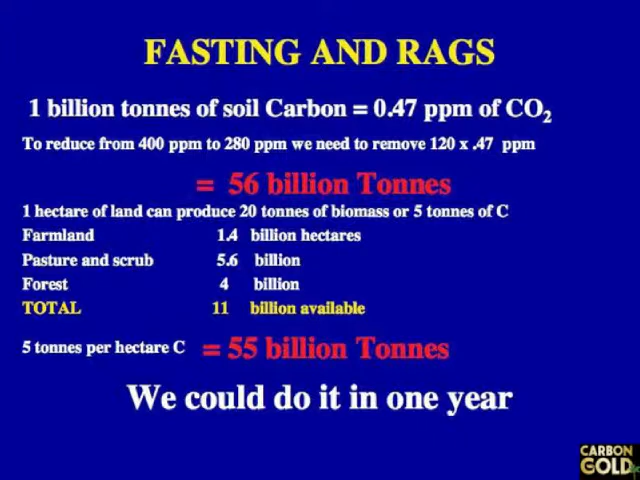 FASTING AND RAGS
1 billion tonnes of soil Carbon = 0.47 ppm of CO2
To reduce from 400 ppm to 280 ppm we need to remove 120 x .47 ppm
= 56 billion Tonnes
1 hectare of land can produce 20 tonnes of biomass or 5 tonnes of C
Farmland 1.4 billion hectares
Pasture and scrub 5.6 billion
Forest 4 billion
TOTAL 11 billion available
5 tonnes per hectare C = 55 billion Tonnes
We could do it in one year
CARBON
GOLD